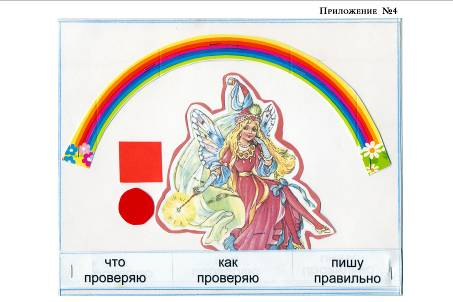 Приложение №4
что как пишу
проверяю проверяю правильно